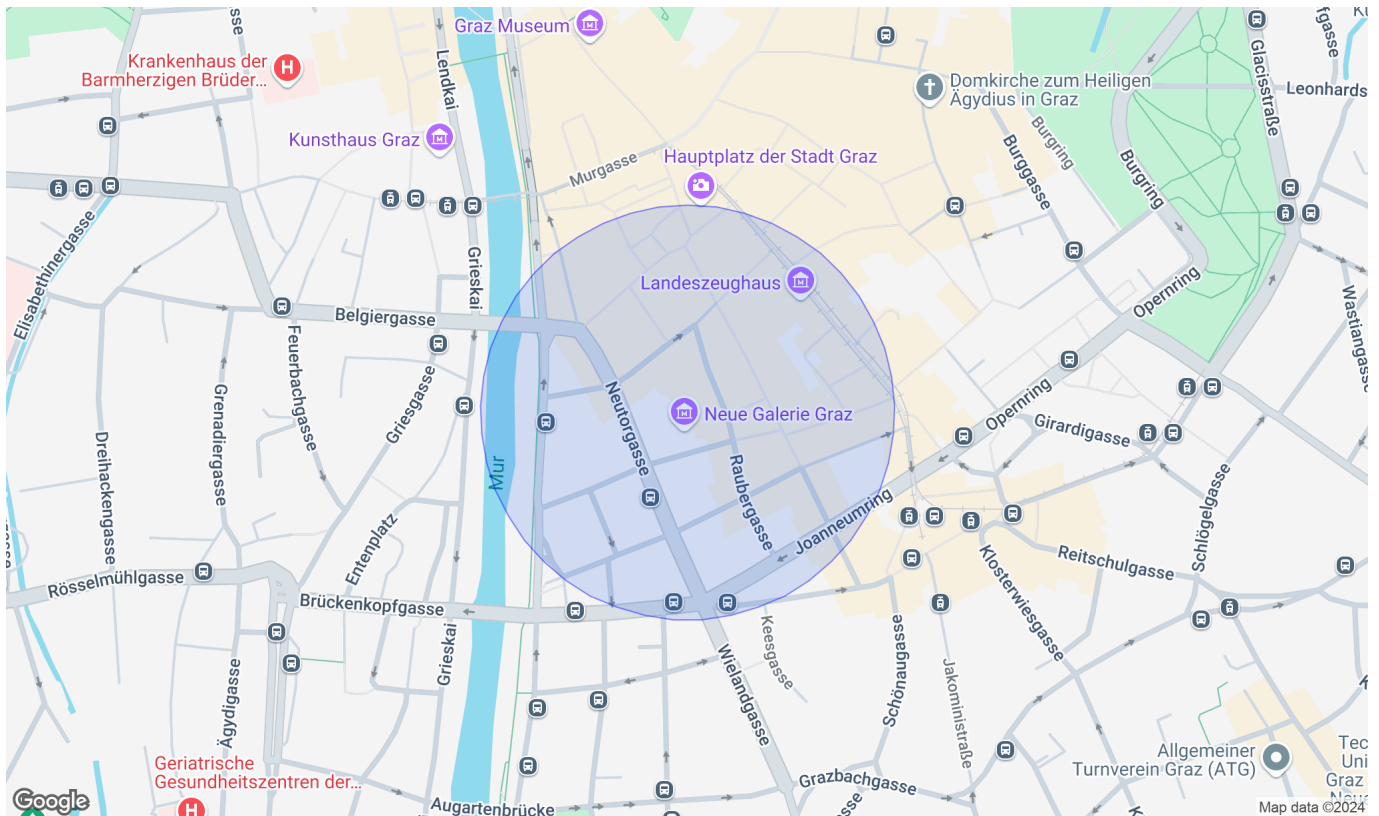 Graz Museum
Krankenhaus der
Barmherzigen Brüder...
Lendkai
Glacisstraße
Domkirche zum Heiligen
Ägydius in Graz
Leonhards
Kunsthaus Graz
Burgring
Burggasse
Burgring
Murgasse
Hauptplatz der Stadt Graz
Elisabethinergasse
Grieskai
Landeszeughaus
Opernring
Wastiangasse
Belgiergasse
Feuerbachgasse
Griesgasse
Grenadiergasse
Neutorgasse
Neue Galerie Graz
Opernring
Girardigasse
Dreihackengasse
Mur
Raubergasse
Joanneumring
Schlögelgasse
Entenplatz
Reitschulgasse
Klosterwiesgasse
Rösselmühlgasse
Brückenkopfgasse
Grieskai
Keesgasse
Wielandgasse
Schönaugasse
Jakoministraße
Ägydigasse
Geriatrische
Gesundheitszentren der...
Allgemeiner
Turnverein Graz (ATG)
Tec
Uni
Graz
Grazbachgasse
Augartenbrücke
Google
Map data ©2024